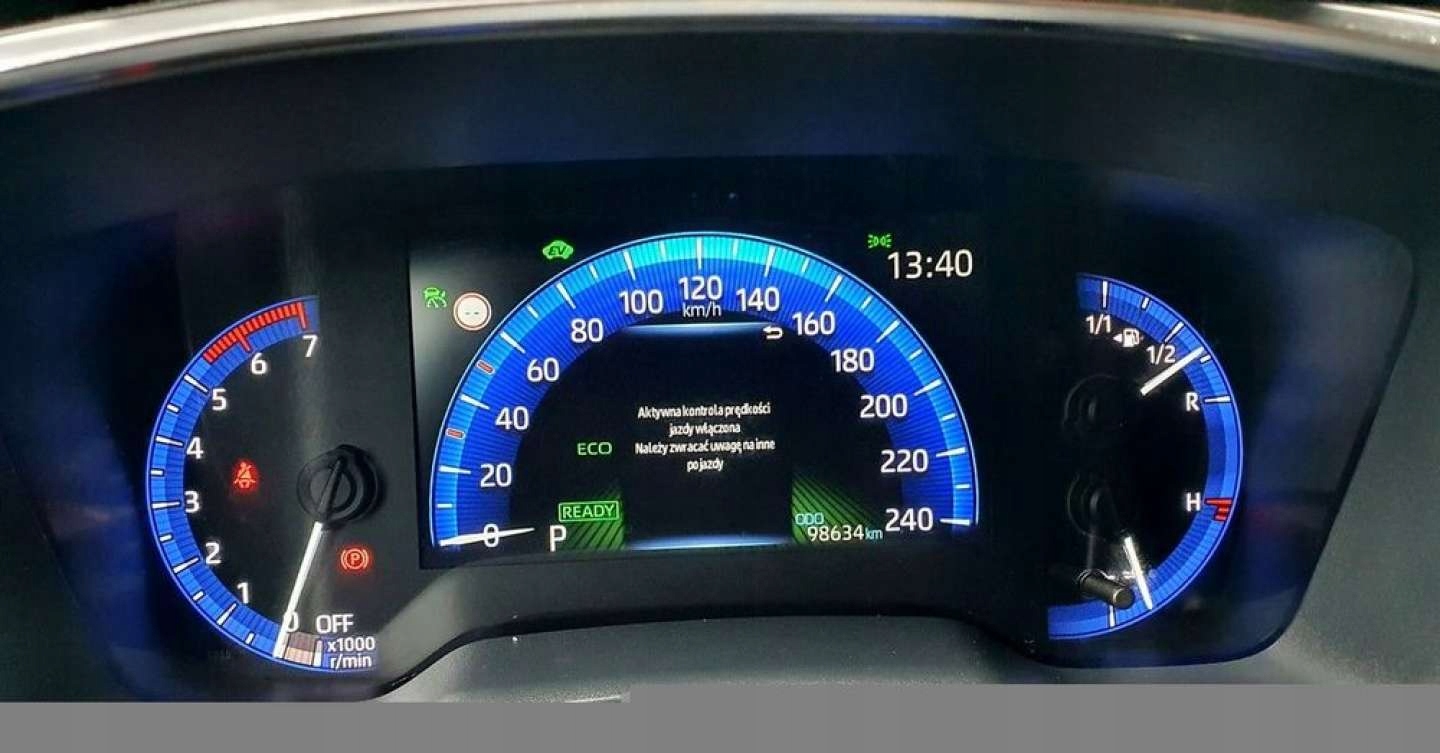 EV
13:40
--
120
km/h
100
140
80
160
60
180
40
200
20
220
0
240
Aktywna kontrola prędkości
jazdy włączona
Należy zwracać uwagę na inne
pojazdy
ECO
READY
P
ODO
98634 km
7
6
5
4
3
2
1
0
OFF
x1000
r/min
P
1/1
1/2
R
H